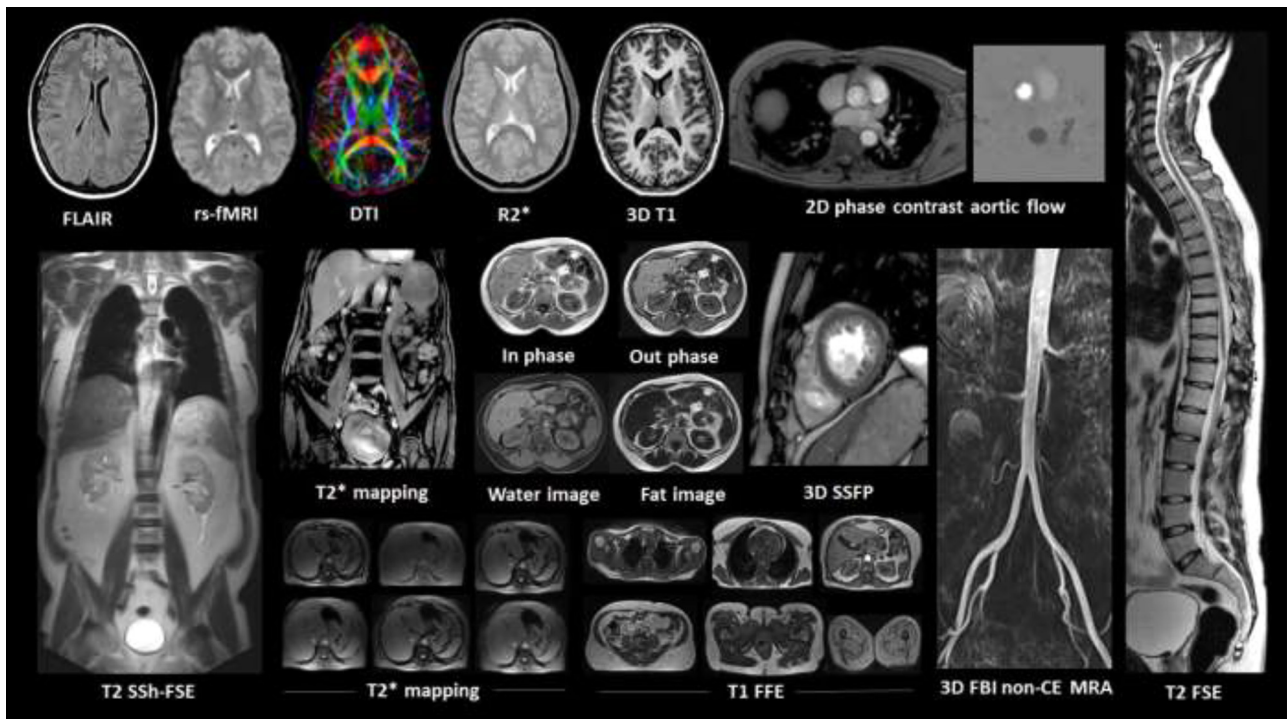 FLAIR
rs-fMRI
DTI
R2*
3D T1
2D phase contrast aortic flow
In phase
Out phase
T2* mapping
Water image
Fat image
3D SSFP
T2 SSh-FSE
T2* mapping
T1 FFE
3D FBI non-CE MRA
T2 FSE